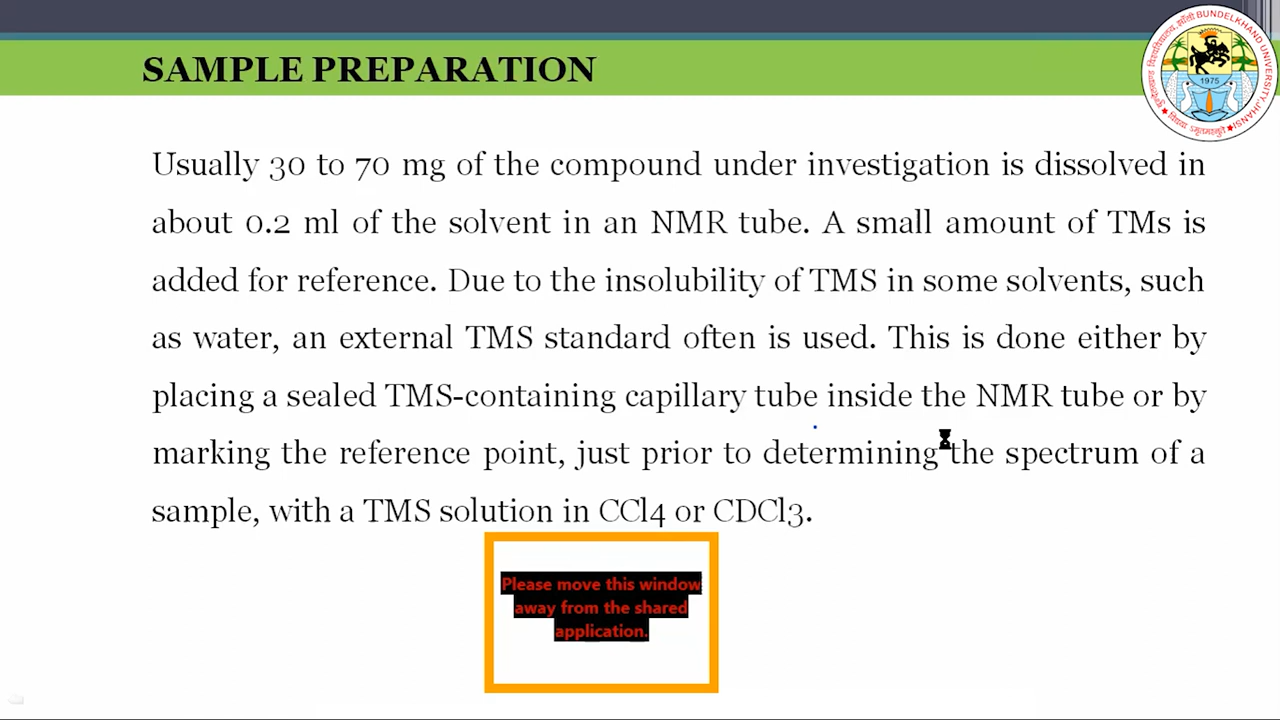 SAMPLE PREPARATION
BUNDELKHAND UNIVERSITY, JHANSI
1975
Usually 30 to 70 mg of the compound under investigation is dissolved in
about 0.2 ml of the solvent in an NMR tube. A small amount of TMs is
added for reference. Due to the insolubility of TMS in some solvents, such
as water, an external TMS standard often is used. This is done either by
placing a sealed TMS-containing capillary tube inside the NMR tube or by
marking the reference point, just prior to determining the spectrum of a
sample, with a TMS solution in CCl4 or CDCl3.
Please move this window
away from the shared
application.